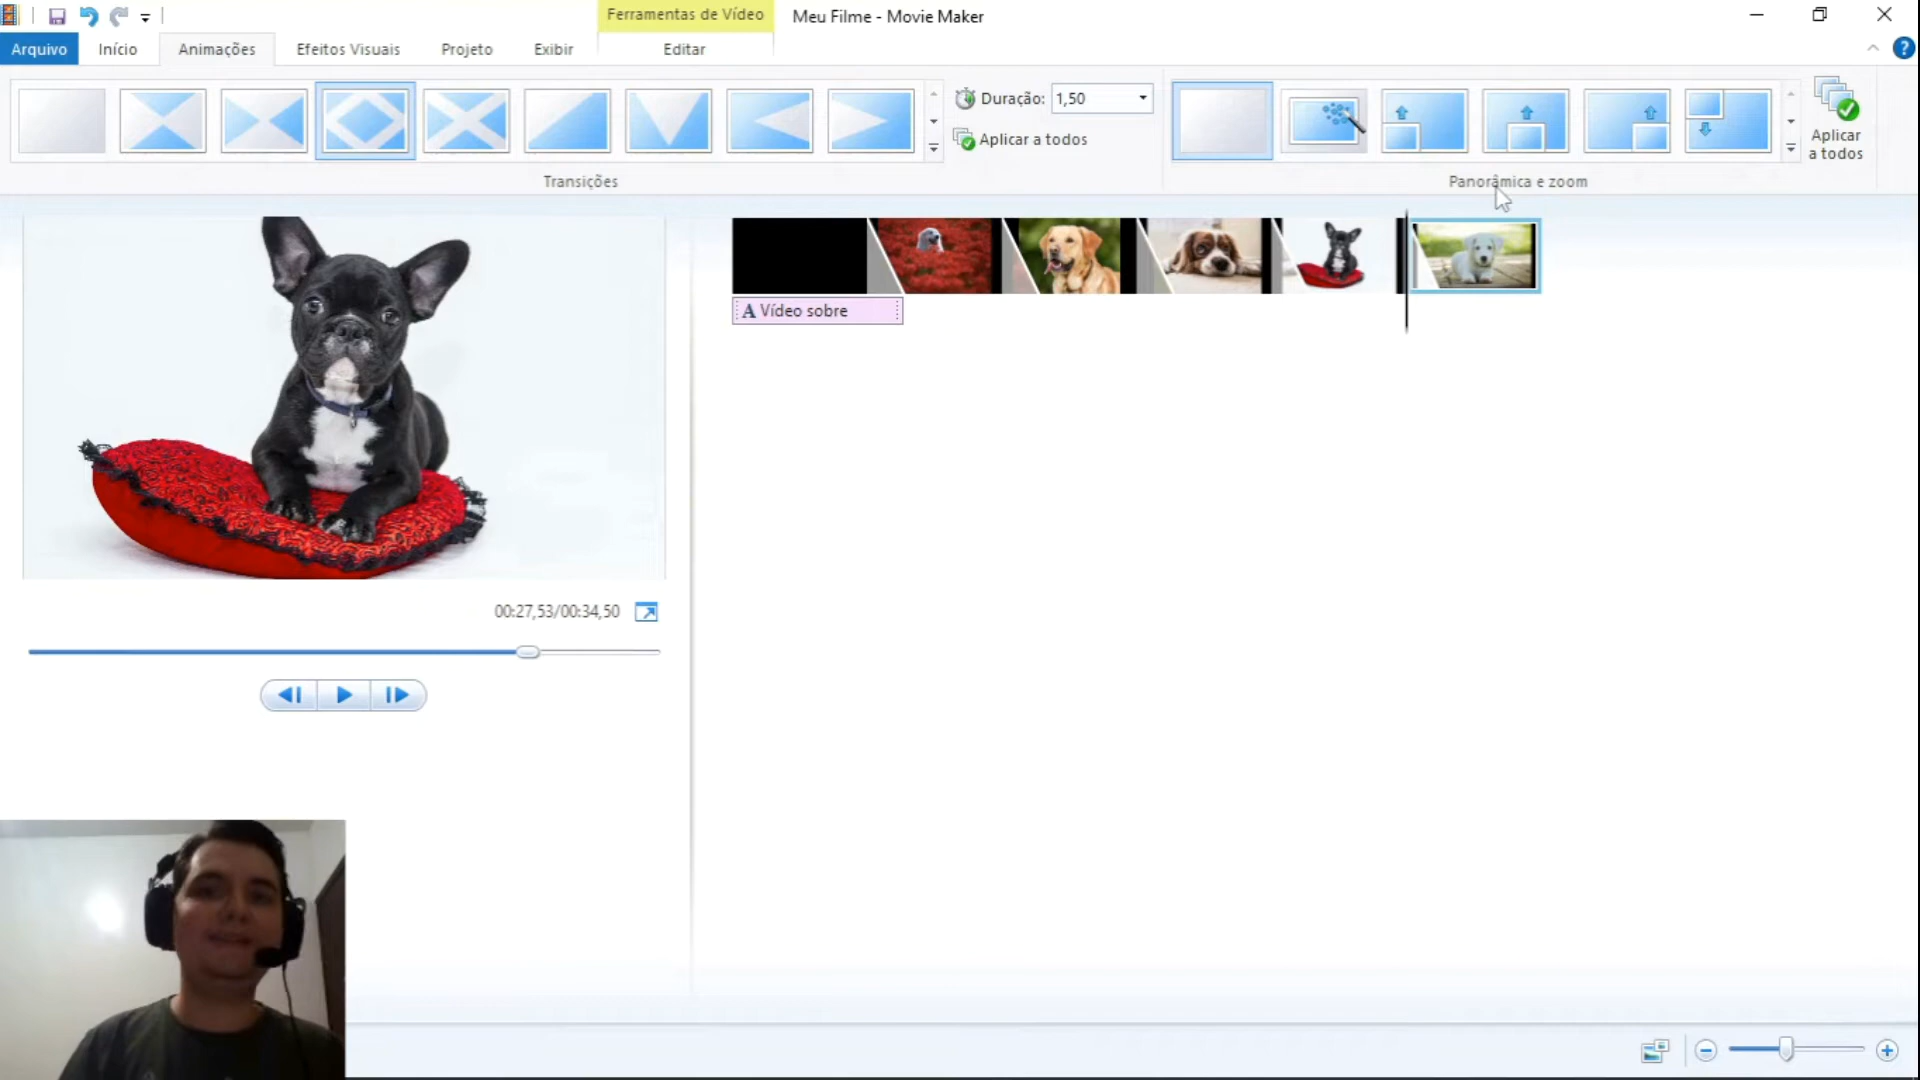 Ferramentas de Vídeo
Meu Filme - Movie Maker
Arquivo
Início
Animações
Efeitos Visuais
Projeto
Exibir
Editar
?
Duração: 1,50
Aplicar a todos
Transições
Aplicar
a todos
Panorâmica e zoom
A Vídeo sobre
00:27,53/00:34,50